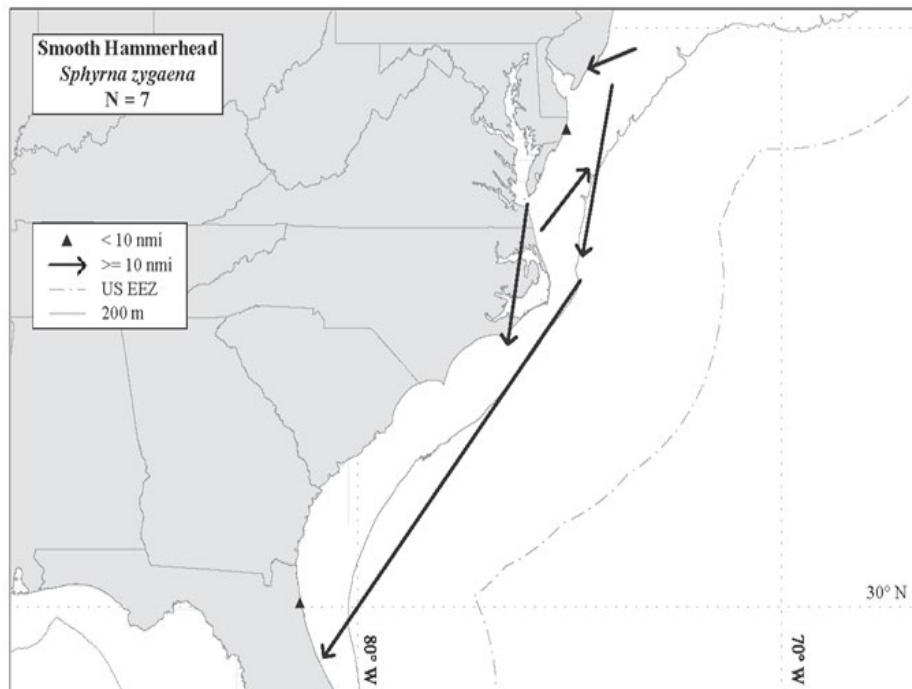 Smooth Hammerhead
Sphyrna zygaena
N = 7
< 10 nmi
>= 10 nmi
US EEZ
200 m
30° N
80° W
70° W